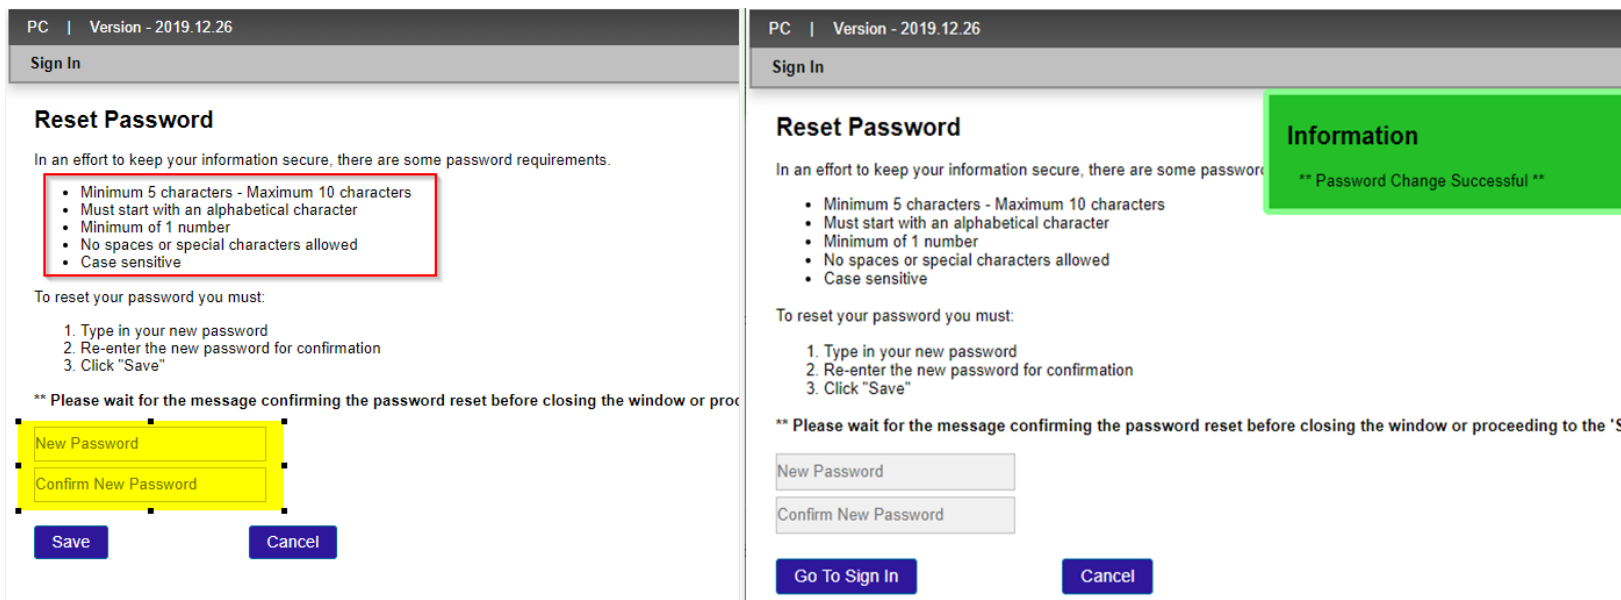 PC | Version - 2019.12.26
Sign In
Reset Password
In an effort to keep your information secure, there are some password requirements.
• Minimum 5 characters - Maximum 10 characters
• Must start with an alphabetical character
• Minimum of 1 number
• No spaces or special characters allowed
• Case sensitive
To reset your password you must:
1. Type in your new password
2. Re-enter the new password for confirmation
3. Click "Save"
** Please wait for the message confirming the password reset before closing the window or
New Password
Confirm New Password
Save Cancel
PC | Version - 2019.12.26
Sign In
Reset Password
In an effort to keep your information secure, there are some
Information
** Password Change Successful **
• Minimum 5 characters - Maximum 10 characters
• Must start with an alphabetical character
• Minimum of 1 number
• No spaces or special characters allowed
• Case sensitive
To reset your password you must:
1. Type in your new password
2. Re-enter the new password for confirmation
3. Click "Save"
** Please wait for the message confirming the password reset before closing the window or proceeding to the
New Password
Confirm New Password
Go To Sign In Cancel